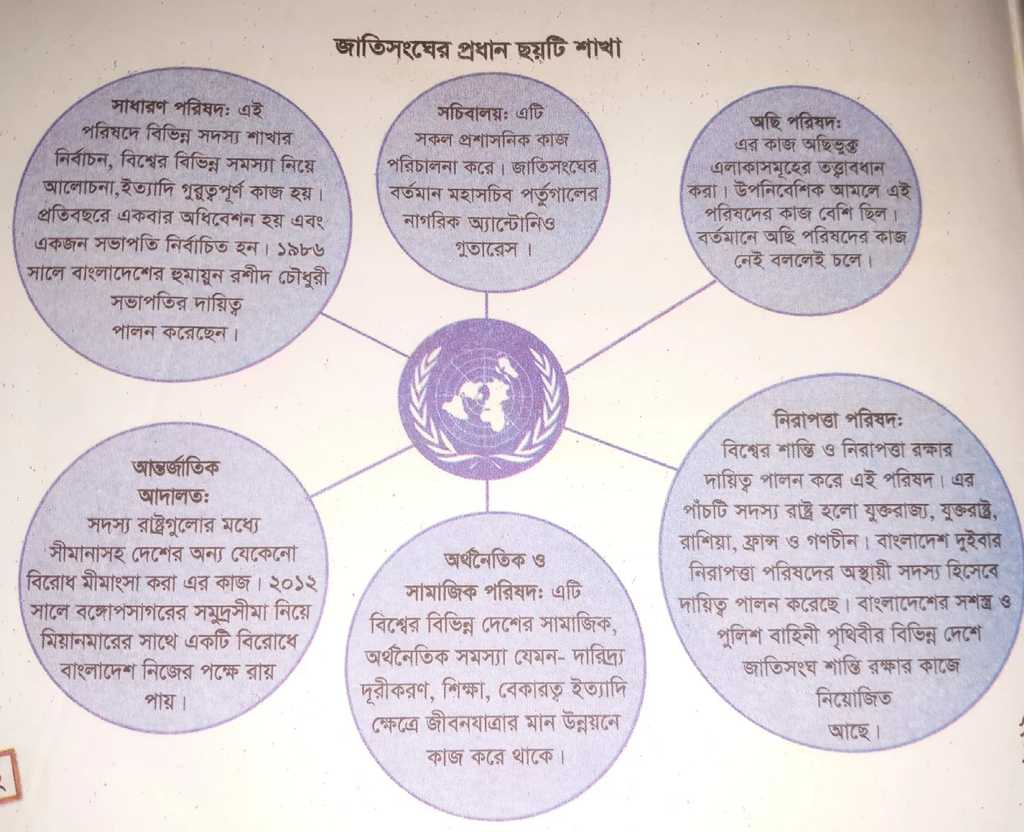 জাতিসংঘের প্রধান ছয়টি শাখা
সাধারণ পরিষদ: এই
পরিষদে বিভিন্ন সদস্য শাখার
নির্বাচন, বিশ্বের বিভিন্ন সমস্যা নিয়ে
আলোচনা,ইত্যাদি গুরুত্বপূর্ণ কাজ হয়।
প্রতিবছরে একবার অধিবেশন হয় এবং
একজন সভাপতি নির্বাচিত হন। ১৯৮৬
সালে বাংলাদেশের হুমায়ুন রশীদ চৌধুরী
সভাপতির দায়িত্ব
পালন করেছেন।
সচিবালয়: এটি
সকল প্রশাসনিক কাজ
পরিচালনা করে। জাতিসংঘের
বর্তমান মহাসচিব পর্তুগালের
নাগরিক অ্যান্টোনিও
গুতারেস।
অছি পরিষদ:
এর কাজ অছিভুক্ত
এলাকাসমূহের তত্ত্বাবধান
করা। উপনিবেশিক আমলে এই
পরিষদের কাজ বেশি ছিল।
বর্তমানে অছি পরিষদের কাজ
নেই বললেই চলে।
আন্তর্জাতিক
আদালত:
সদস্য রাষ্ট্রগুলোর মধ্যে
সীমানাসহ দেশের অন্য যেকেনো
বিরোধ মীমাংসা করা এর কাজ। ২০১২
সালে বঙ্গোপসাগরের সমুদ্রসীমা নিয়ে
মিয়ানমারের সাথে একটি বিরোধে
বাংলাদেশ নিজের পক্ষে রায়
পায়।
অর্থনৈতিক ও
সামাজিক পরিষদ: এটি
বিশ্বের বিভিন্ন দেশের সামাজিক,
অর্থনৈতিক সমস্যা যেমন- দারিদ্র্য
দূরীকরণ, শিক্ষা, বেকারত্ব ইত্যাদি
ক্ষেত্রে জীবনযাত্রার মান উন্নয়নে
কাজ করে থাকে।
নিরাপত্তা পরিষদ:
বিশ্বের শান্তি ও নিরাপত্তা রক্ষার
দায়িত্ব পালন করে এই পরিষদ। এর
পাঁচটি সদস্য রাষ্ট্র হলো যুক্তরাজ্য, যুক্তরাষ্ট্র,
রাশিয়া, ফ্রান্স ও গণচীন। বাংলাদেশ দুইবার
নিরাপত্তা পরিষদের অস্থায়ী সদস্য হিসেবে
দায়িত্ব পালন করেছে। বাংলাদেশের সশস্ত্র ও
পুলিশ বাহিনী পৃথিবীর বিভিন্ন দেশে
জাতিসংঘ শান্তি রক্ষার কাজে
নিয়োজিত
আছে।